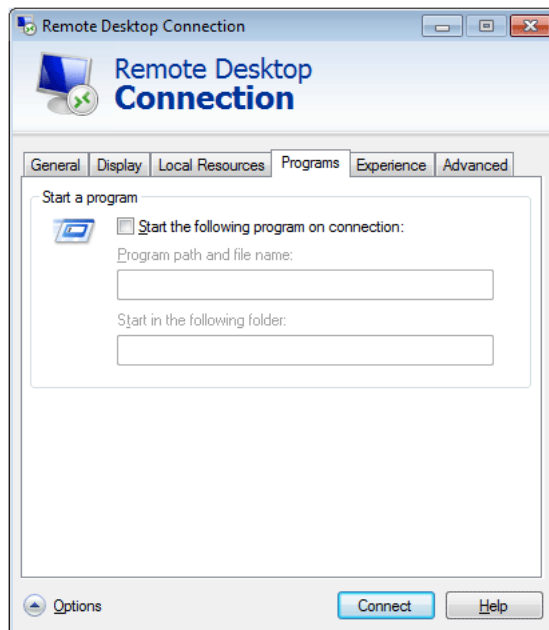 Remote Desktop Connection
Remote Desktop
Connection
General Display Local Resources Programs Experience Advanced
Start a program
Start the following program on connection:
Program path and file name:
Start in the following folder:
Options Connect Help